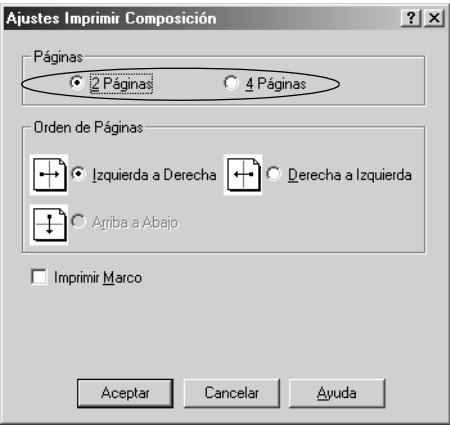 Ajustes Imprimir Composición
Páginas
2 Páginas 4 Páginas
Orden de Páginas
Izquierda a Derecha Derecha a Izquierda
Arriba a Abajo
Imprimir Marco
Aceptar Cancelar Ayuda